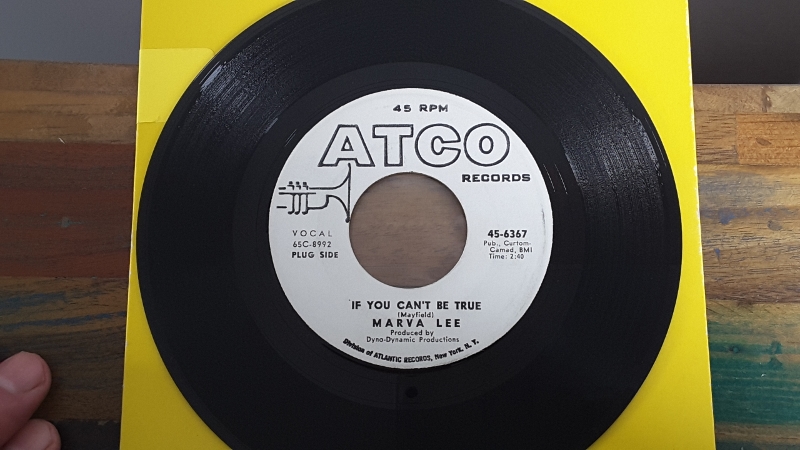 45 RPM
ATCO
RECORDS
VOCAL
65C-8992
PLUG SIDE
45-6367
Pub., Curtom-
Camad, BMI
Time: 2:40
IF YOU CAN'T BE TRUE
(Mayfield)
MARVA LEE
Produced by
Dyno-Dynamic Productions
Division of ATLANTIC RECORDS, New York, N. Y.